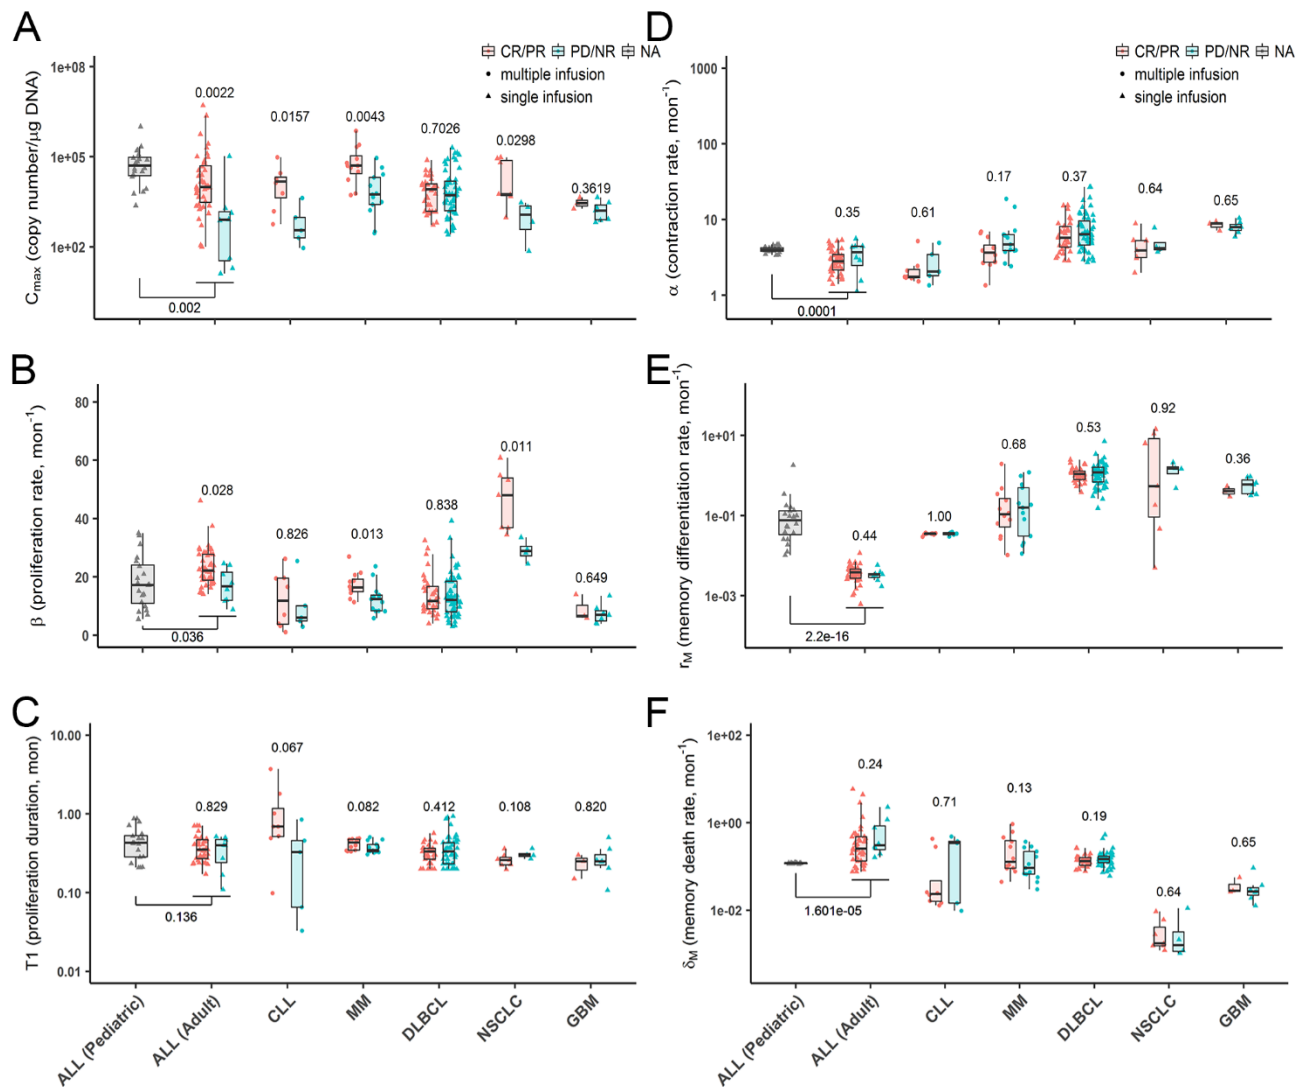 A
CR/PR PD/NR NA
multiple infusion
single infusion
Cmax (copy number/µg DNA)
1e+08
1e+05
1e+02
0.0022
0.0157
0.0043
0.7026
0.0298
0.3619
0.002
D
CR/PR PD/NR NA
multiple infusion
single infusion
α (contraction rate, mon⁻¹)
1000
100
10
1
0.35
0.61
0.17
0.37
0.64
0.65
0.0001
B
β (proliferation rate, mon⁻¹)
80
60
40
20
0
0.028
0.826
0.013
0.838
0.011
0.649
0.036
E
rM (memory differentiation rate, mon⁻¹)
1e+01
1e-01
1e-03
0.44
1.00
0.68
0.53
0.92
0.36
2.2e-16
C
T1 (proliferation duration, mon)
10.00
1.00
0.10
0.01
0.829
0.067
0.082
0.412
0.108
0.820
0.136
ALL (Pediatric)
ALL (Adult)
CLL
MM
DLBCL
NSCLC
GBM
F
δM (memory death rate, mon⁻¹)
1e+02
1e+00
1e-02
0.24
0.71
0.13
0.19
0.64
0.65
1.601e-05
ALL (Pediatric)
ALL (Adult)
CLL
MM
DLBCL
NSCLC
GBM